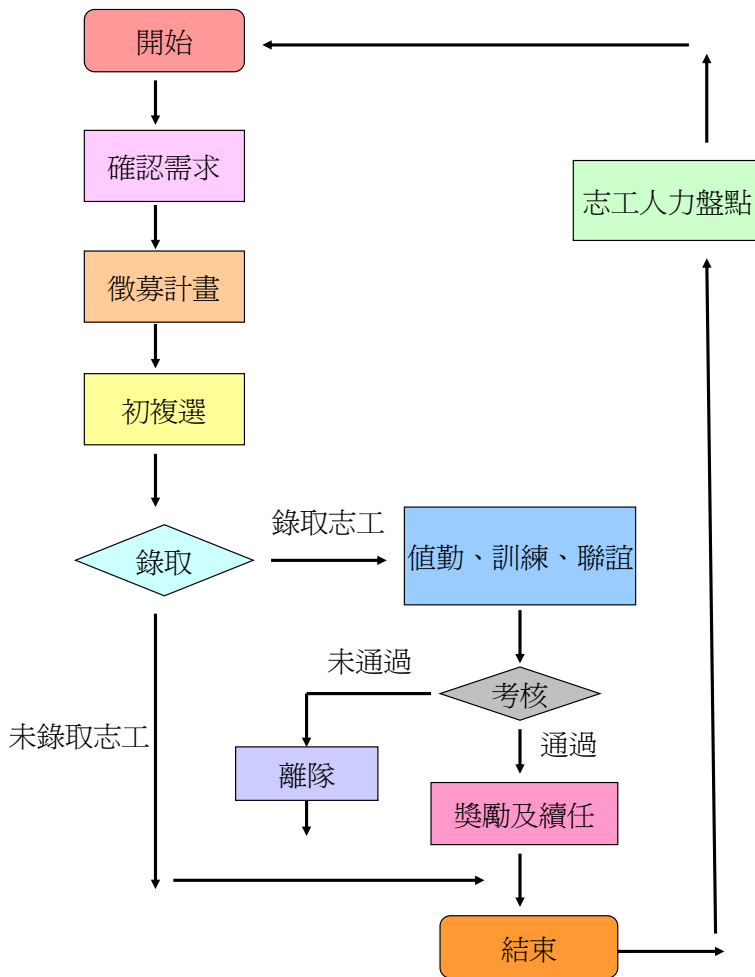 開始
確認需求
志工人力盤點
徵募計畫
初複選
錄取志工
錄取
值勤、訓練、聯誼
未通過
考核
未錄取志工
通過
離隊
獎勵及續任
結束